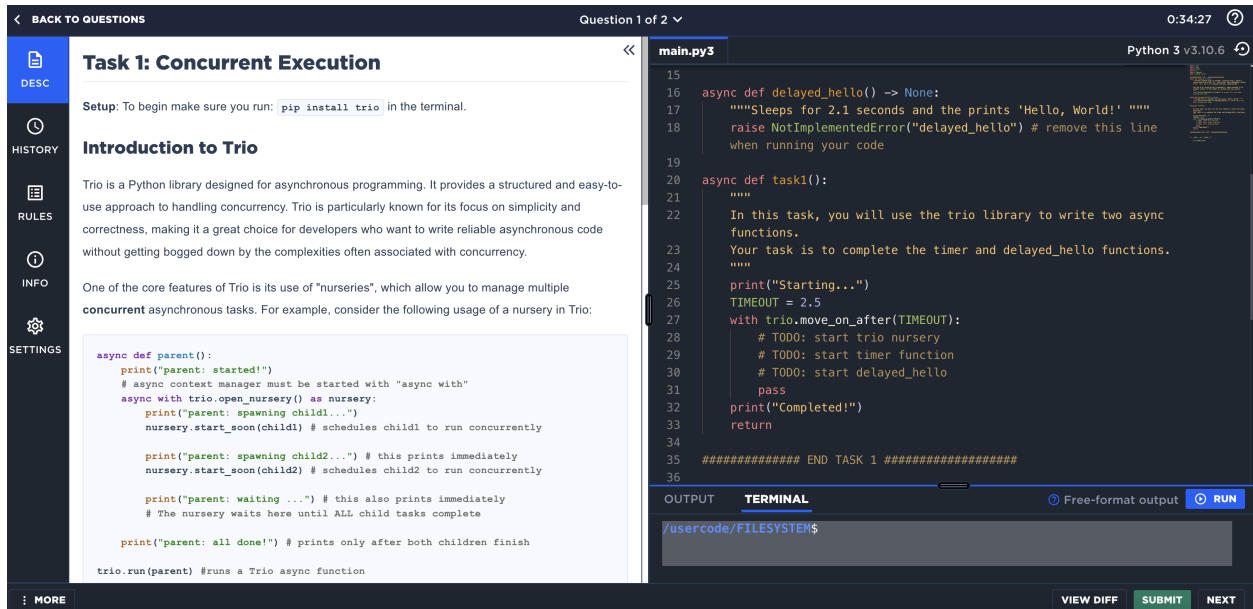 BACK TO QUESTIONS
Question 1 of 2
0:34:27
DESC
HISTORY
RULES
INFO
SETTINGS
MORE
Task 1: Concurrent Execution
Setup: To begin make sure you run: pip install trio in the terminal.
Introduction to Trio
Trio is a Python library designed for asynchronous programming. It provides a structured and easy-to-
use approach to handling concurrency. Trio is particularly known for its focus on simplicity and
correctness, making it a great choice for developers who want to write reliable asynchronous code
without getting bogged down by the complexities often associated with concurrency.
One of the core features of Trio is its use of "nurseries", which allow you to manage multiple
concurrent asynchronous tasks. For example, consider the following usage of a nursery in Trio:
async def parent():
print("parent: started!")
# async context manager must be started with "async with"
async with trio.open_nursery() as nursery:
print("parent: spawning child1...")
nursery.start_soon(child1) # schedules child1 to run concurrently
print("parent: spawning child2...") # this prints immediately
nursery.start_soon(child2) # schedules child2 to run concurrently
print("parent: waiting ...") # this also prints immediately
# The nursery waits here until ALL child tasks complete
print("parent: all done!") # prints only after both children finish
trio.run(parent) #runs a Trio async function
main.py3
Python 3 v3.10.6
15
16 async def delayed_hello() -> None:
17 """Sleeps for 2.1 seconds and the prints 'Hello, World!' """
18 raise NotImplementedError("delayed_hello") # remove this line
when running your code
19
20 async def task1():
21 """
22 In this task, you will use the trio library to write two async
functions.
23 Your task is to complete the timer and delayed_hello functions.
24 """
25 print("Starting...")
26 TIMEOUT = 2.5
27 with trio.move_on_after(TIMEOUT):
28 # TODO: start trio nursery
29 # TODO: start timer function
30 # TODO: start delayed_hello
31 pass
32 print("Completed!")
33 return
34
35 ############## END TASK 1 ###################
36
OUTPUT
TERMINAL
Free-format output
RUN
/usercode/FILESYSTEM$
VIEW DIFF
SUBMIT
NEXT